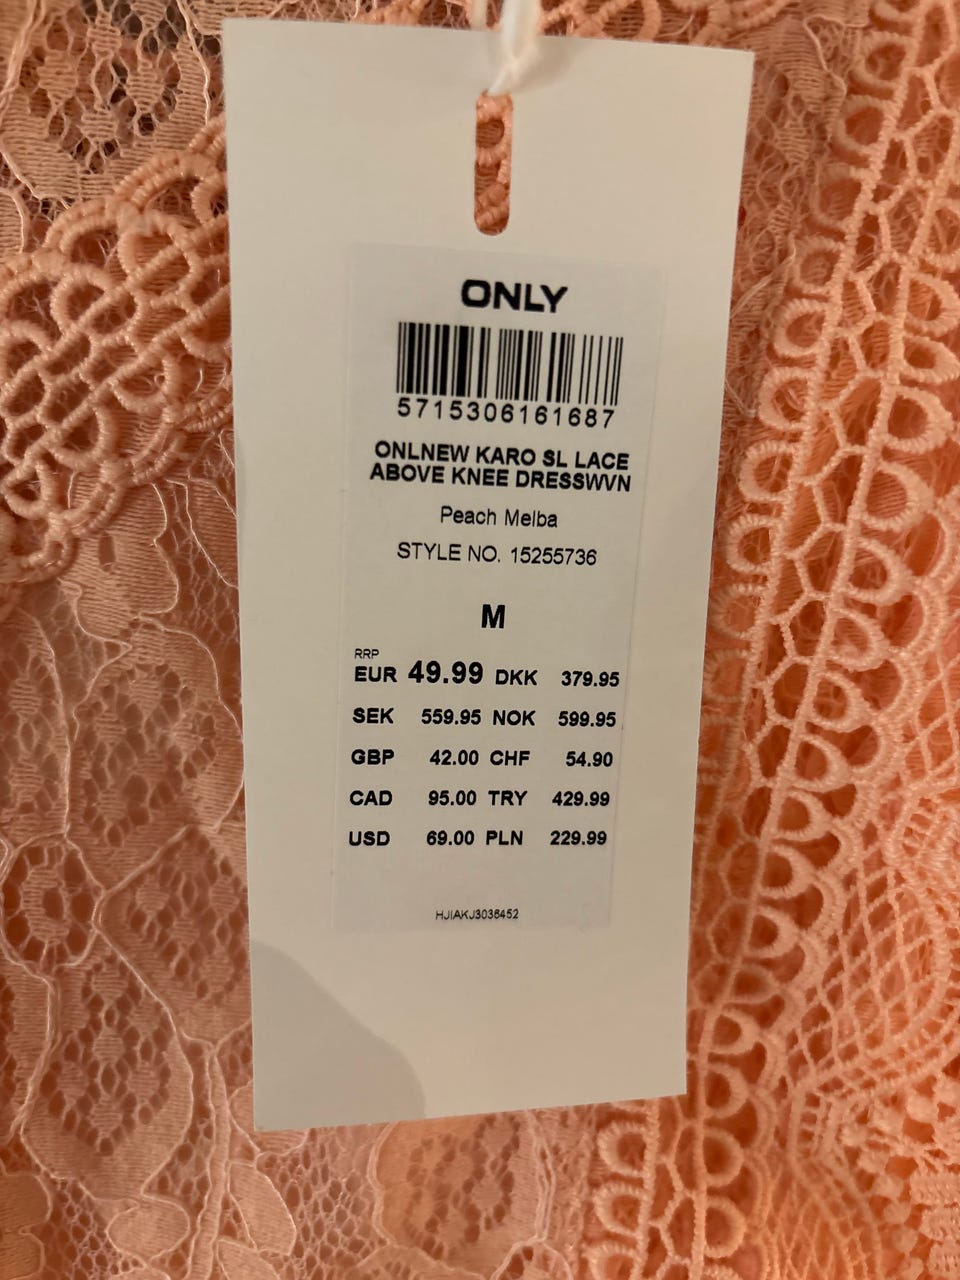 ONLY
5715306161687
ONLNEW KARO SL LACE
ABOVE KNEE DRESSWVN
Peach Melba
STYLE NO. 15255736
M
RRP
EUR 49.99 DKK 379.95
SEK 559.95 NOK 599.95
GBP 42.00 CHF 54.90
CAD 95.00 TRY 429.99
USD 69.00 PLN 229.99
HJIAKJ3036452